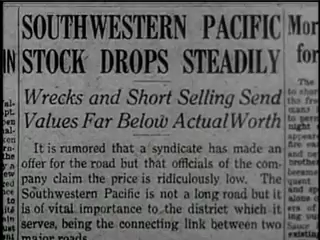 SOUTHWESTERN PACIFIC
STOCK DROPS STEADILY
Wrecks and Short Selling Send
Values Far Below Actual Worth
It is rumored that a syndicate has made an
offer for the road but that officials of the com-
pany claim the price is ridiculously low. The
Southwestern Pacific is not a long road but it
is of vital importance to the district which it
serves, being the connecting link between two
major roads.
IN
Mor
for